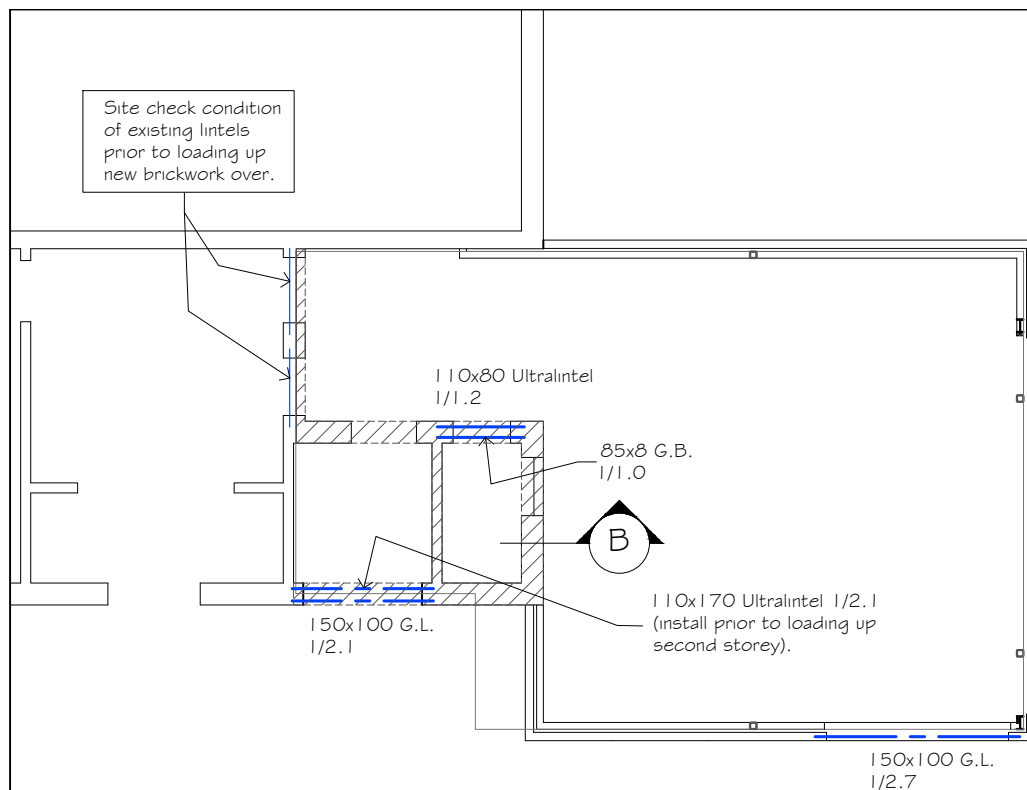 Site check condition
of existing lintels
prior to loading up
new brickwork over.
110x80 Ultralintel
1/1.2
85x8 G.B.
1/1.0
B
110x170 Ultralintel 1/2.1
(install prior to loading up
second storey).
150x100 G.L.
1/2.1
150x100 G.L.
1/2.7